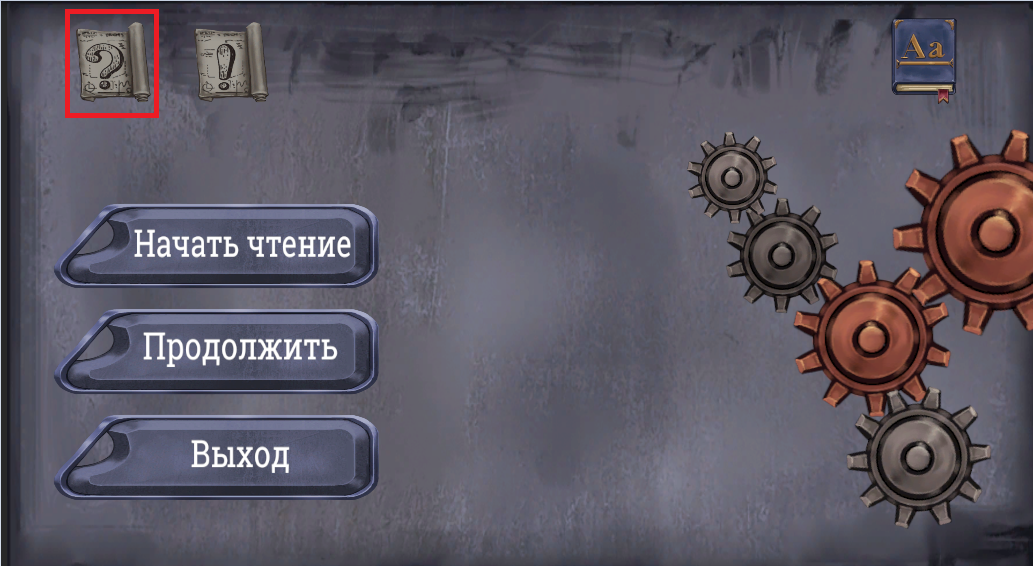 ?
!
Aa
Начать чтение
Продолжить
Выход